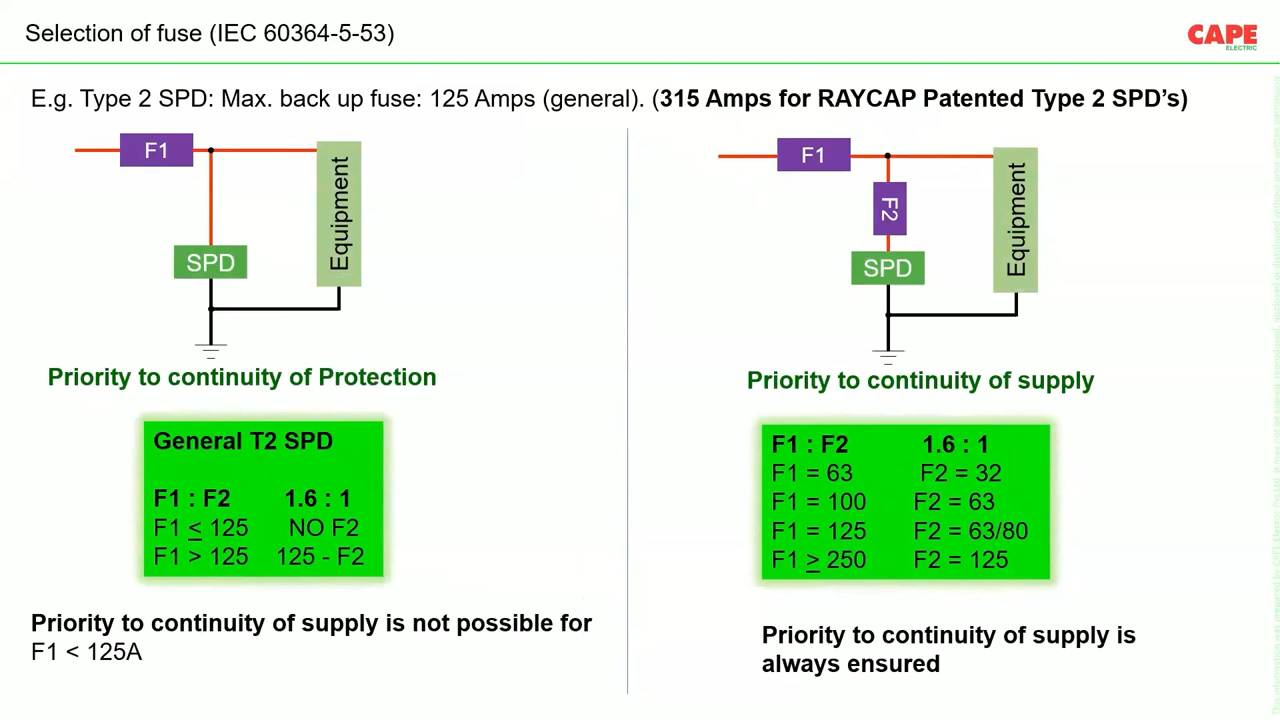 Selection of fuse (IEC 60364-5-53)
CAPE
ELECTRIC
E.g. Type 2 SPD: Max. back up fuse: 125 Amps (general). (315 Amps for RAYCAP Patented Type 2 SPD's)
F1
Equipment
SPD
Priority to continuity of Protection
General T2 SPD
F1 : F2 1.6 : 1
F1 ≤ 125 NO F2
F1 > 125 125 - F2
Priority to continuity of supply is not possible for
F1 < 125A
F1
F2
Equipment
SPD
Priority to continuity of supply
F1 : F2 1.6 : 1
F1 = 63 F2 = 32
F1 = 100 F2 = 63
F1 = 125 F2 = 63/80
F1 ≥ 250 F2 = 125
Priority to continuity of supply is
always ensured